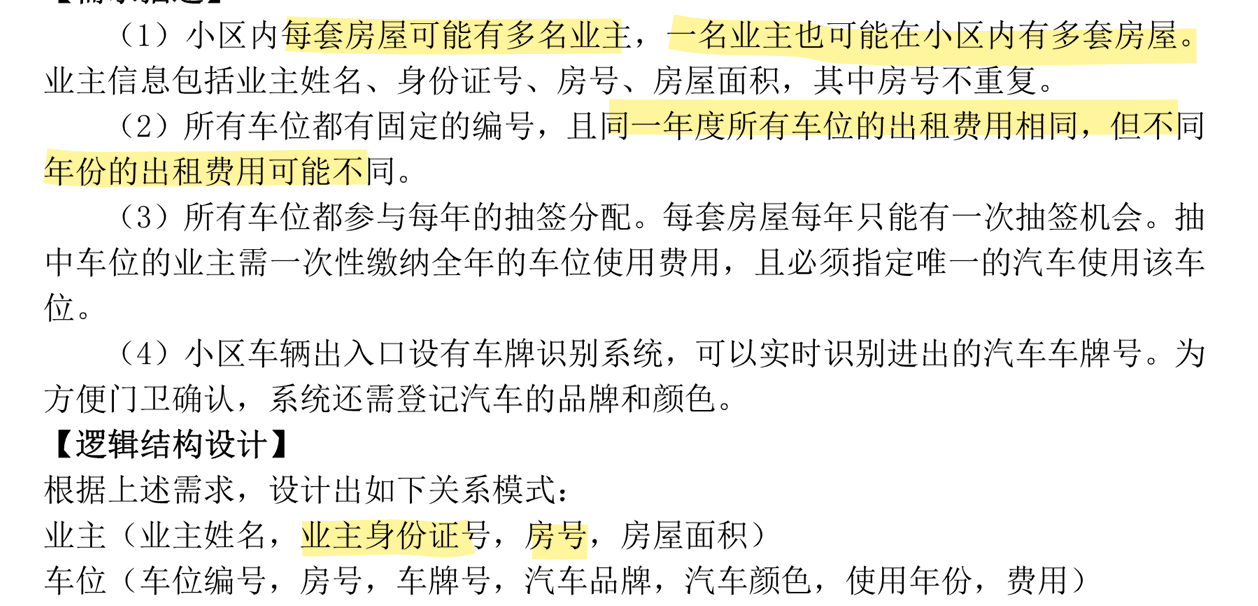 【需求描述】
（1）小区内每套房屋可能有多名业主，一名业主也可能在小区内有多套房屋。
业主信息包括业主姓名、身份证号、房号、房屋面积，其中房号不重复。
（2）所有车位都有固定的编号，且同一年度所有车位的出租费用相同，但不同
年份的出租费用可能不同。
（3）所有车位都参与每年的抽签分配。每套房屋每年只能有一次抽签机会。抽
中车位的业主需一次性缴纳全年的车位使用费用，且必须指定唯一的汽车使用该车
位。
（4）小区车辆出入口设有车牌识别系统，可以实时识别进出的汽车车牌号。为
方便门卫确认，系统还需登记汽车的品牌和颜色。
【逻辑结构设计】
根据上述需求，设计出如下关系模式：
业主（业主姓名，业主身份证号，房号，房屋面积）
车位（车位编号，房号，车牌号，汽车品牌，汽车颜色，使用年份，费用）